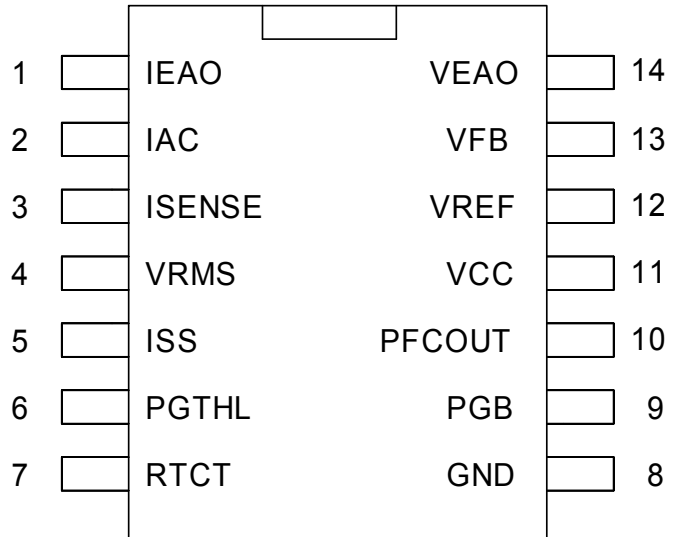 1 IEAO VEAO 14
2 IAC VFB 13
3 ISENSE VREF 12
4 VRMS VCC 11
5 ISS PFCOUT 10
6 PGTHL PGB 9
7 RTCT GND 8